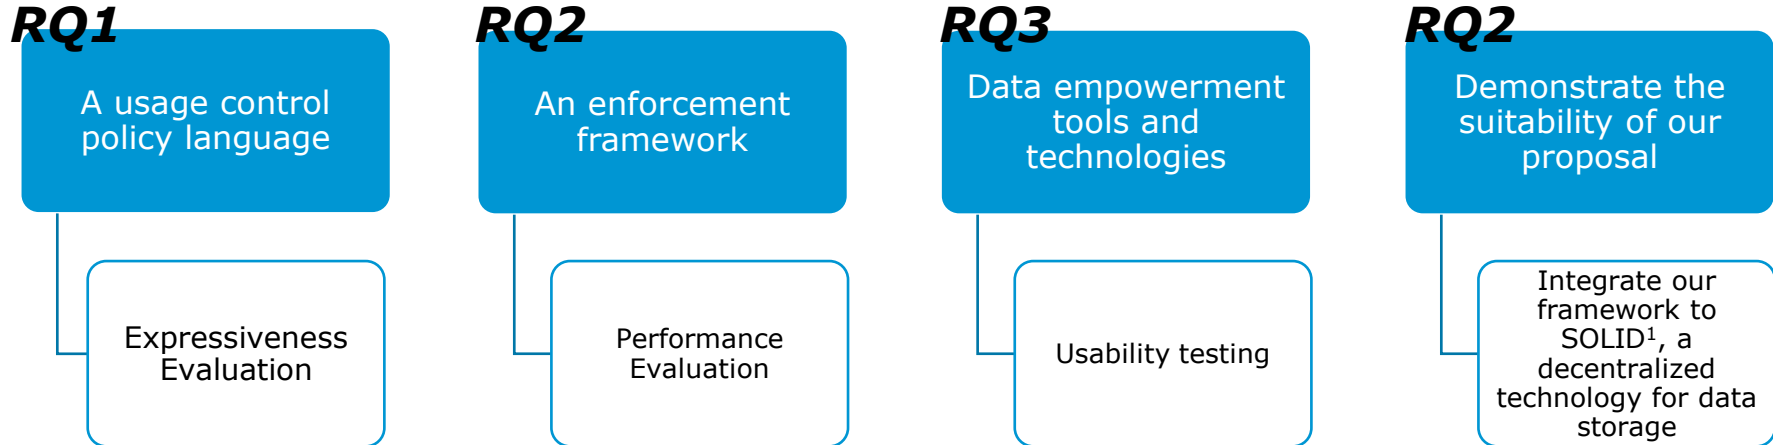 RQ1
A usage control
policy language
Expressiveness
Evaluation
RQ2
An enforcement
framework
Performance
Evaluation
RQ3
Data empowerment
tools and
technologies
Usability testing
RQ2
Demonstrate the
suitability of our
proposal
Integrate our
framework to
SOLID¹, a
decentralized
technology for data
storage